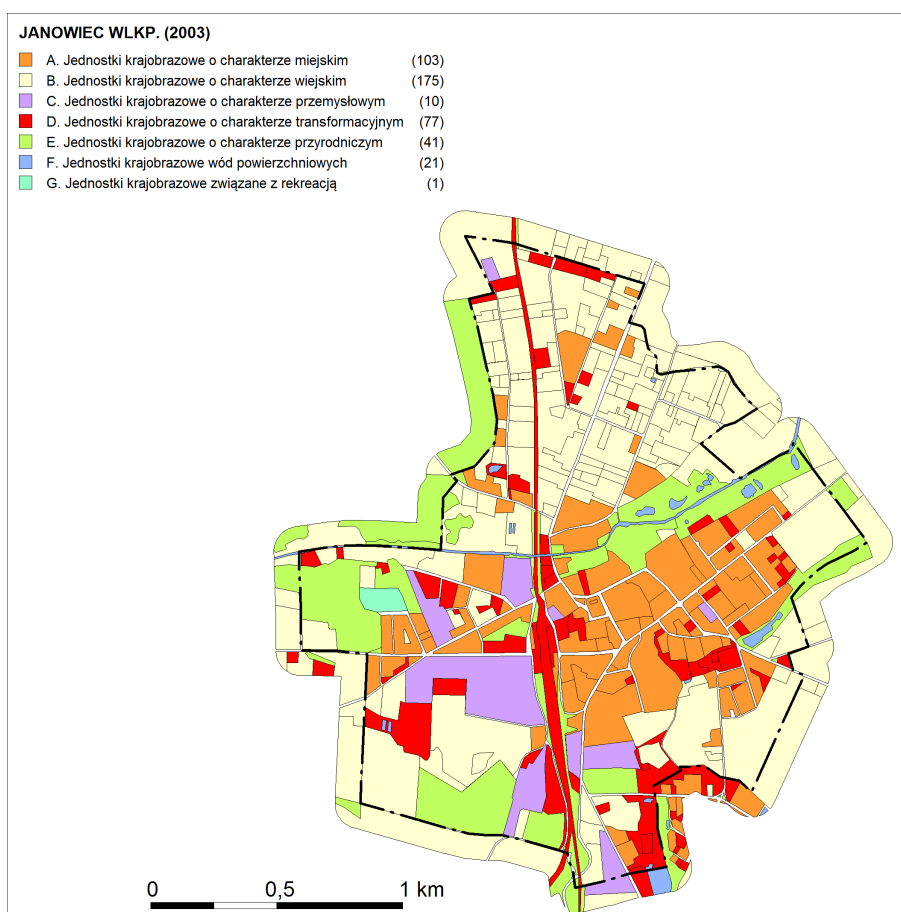 JANOWIEC WLKP. (2003)
A. Jednostki krajobrazowe o charakterze miejskim (103)
B. Jednostki krajobrazowe o charakterze wiejskim (175)
C. Jednostki krajobrazowe o charakterze przemysłowym (10)
D. Jednostki krajobrazowe o charakterze transformacyjnym (77)
E. Jednostki krajobrazowe o charakterze przyrodniczym (41)
F. Jednostki krajobrazowe wód powierzchniowych (21)
G. Jednostki krajobrazowe związane z rekreacją (1)
0 0,5 1 km